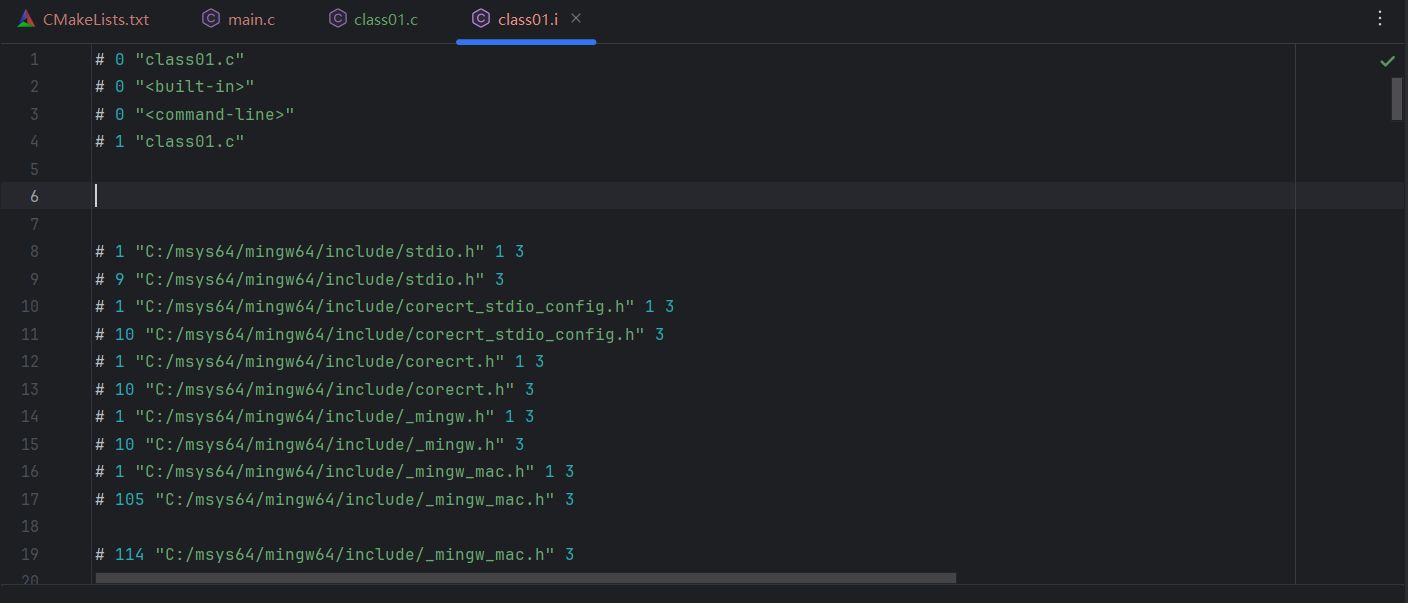 CMakeLists.txt main.c class01.c class01.i
1 # 0 "class01.c"
2 # 0 "<built-in>"
3 # 0 "<command-line>"
4 # 1 "class01.c"
5
6
7
8 # 1 "C:/msys64/mingw64/include/stdio.h" 1 3
9 # 9 "C:/msys64/mingw64/include/stdio.h" 3
10 # 1 "C:/msys64/mingw64/include/corecrt_stdio_config.h" 1 3
11 # 10 "C:/msys64/mingw64/include/corecrt_stdio_config.h" 3
12 # 1 "C:/msys64/mingw64/include/corecrt.h" 1 3
13 # 10 "C:/msys64/mingw64/include/corecrt.h" 3
14 # 1 "C:/msys64/mingw64/include/_mingw.h" 1 3
15 # 10 "C:/msys64/mingw64/include/_mingw.h" 3
16 # 1 "C:/msys64/mingw64/include/_mingw_mac.h" 1 3
17 # 105 "C:/msys64/mingw64/include/_mingw_mac.h" 3
18
19 # 114 "C:/msys64/mingw64/include/_mingw_mac.h" 3
20